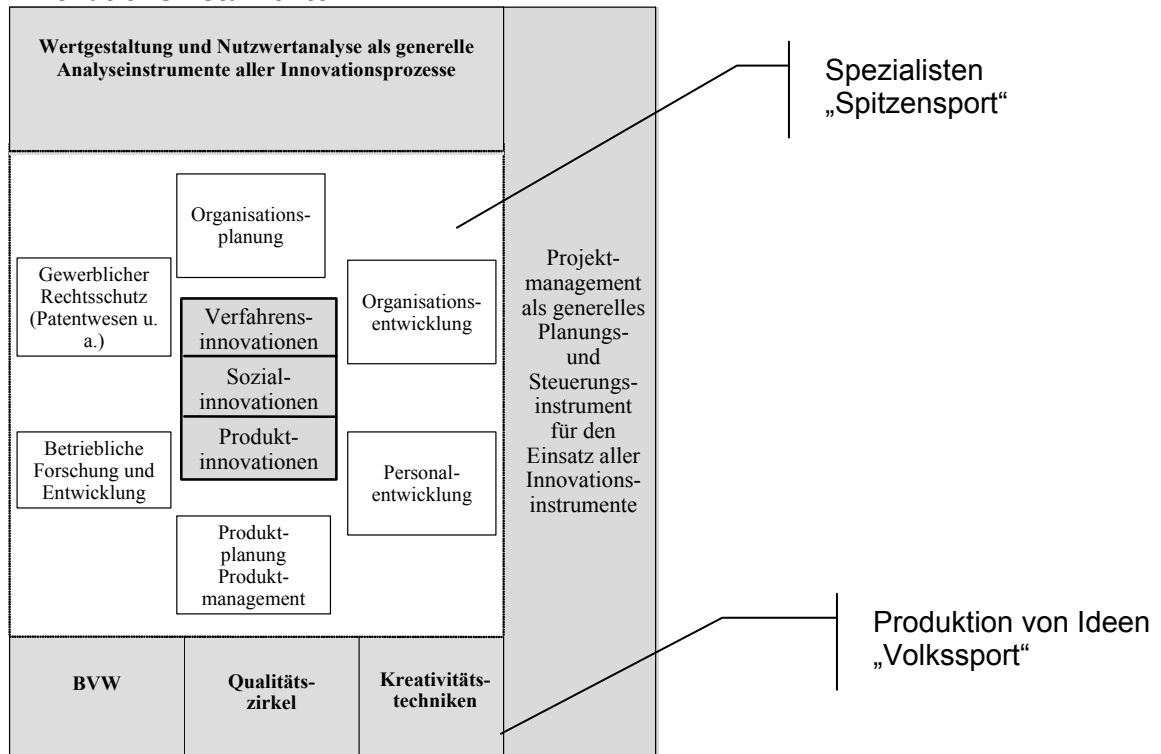 Wertgestaltung und Nutzwertanalyse als generelle
Analyseinstrumente aller Innovationsprozesse
Spezialisten
„Spitzensport“
Organisations-
planung
Gewerblicher
Rechtsschutz
(Patentwesen u.
a.)
Organisations-
entwicklung
Verfahrens-
innovationen
Sozial-
innovationen
Produkt-
innovationen
Betriebliche
Forschung und
Entwicklung
Personal-
entwicklung
Produkt-
planung
Produkt-
management
Projekt-
management
als generelles
Planungs-
und
Steuerungs-
instrument
für den
Einsatz aller
Innovations-
instrumente
Produktion von Ideen
„Volkssport“
BVW
Qualitäts-
zirkel
Kreativitäts-
techniken